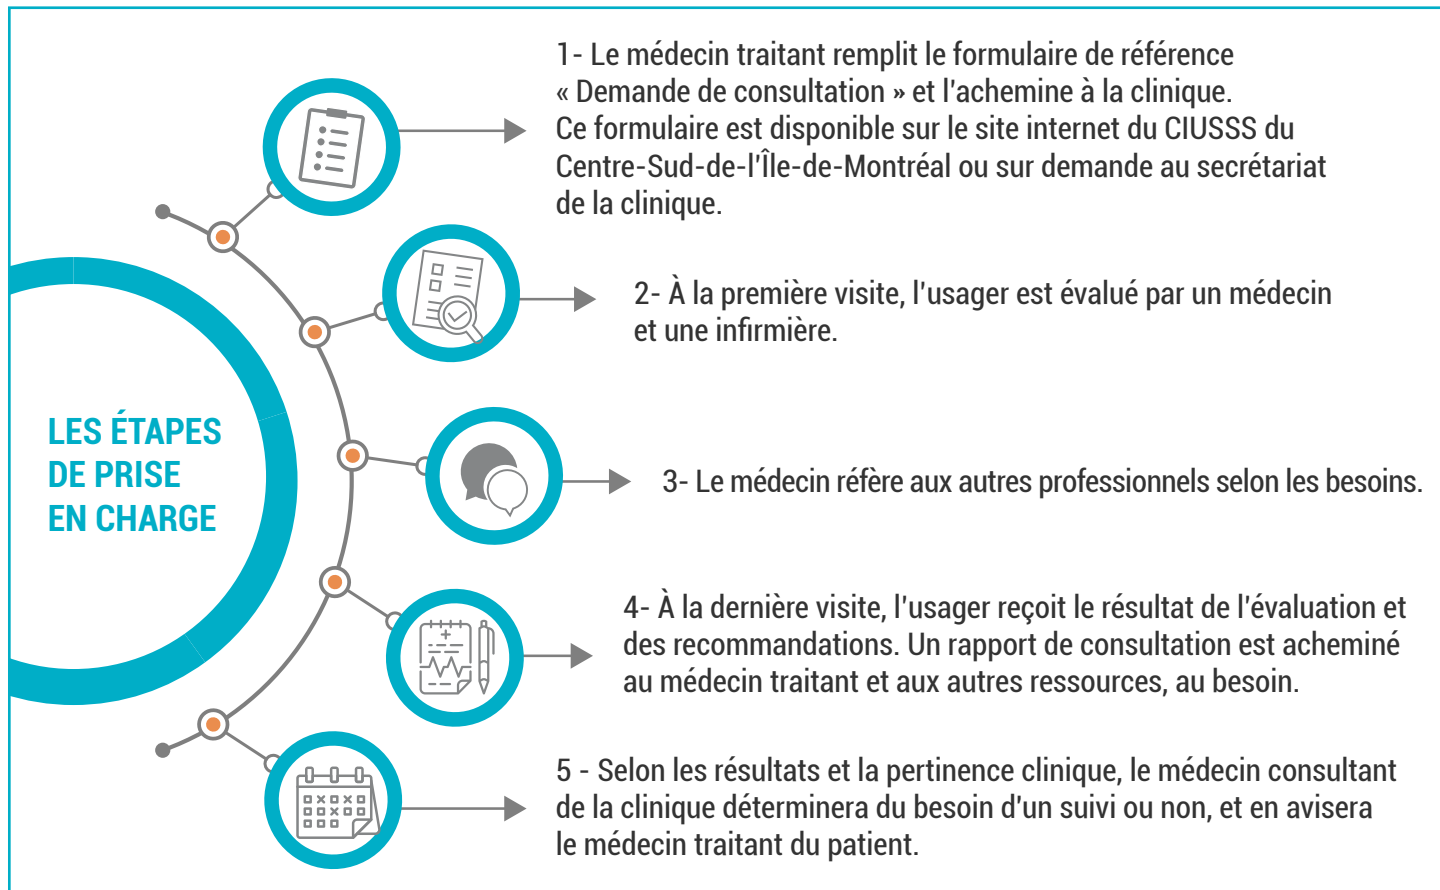 LES ÉTAPES
DE PRISE
EN CHARGE
1- Le médecin traitant remplit le formulaire de référence
« Demande de consultation » et l'achemine à la clinique.
Ce formulaire est disponible sur le site internet du CIUSSS du
Centre-Sud-de-l'Île-de-Montréal ou sur demande au secrétariat
de la clinique.
2- À la première visite, l'usager est évalué par un médecin
et une infirmière.
3- Le médecin réfère aux autres professionnels selon les besoins.
4- À la dernière visite, l'usager reçoit le résultat de l'évaluation et
des recommandations. Un rapport de consultation est acheminé
au médecin traitant et aux autres ressources, au besoin.
5 - Selon les résultats et la pertinence clinique, le médecin consultant
de la clinique déterminera du besoin d'un suivi ou non, et en avisera
le médecin traitant du patient.